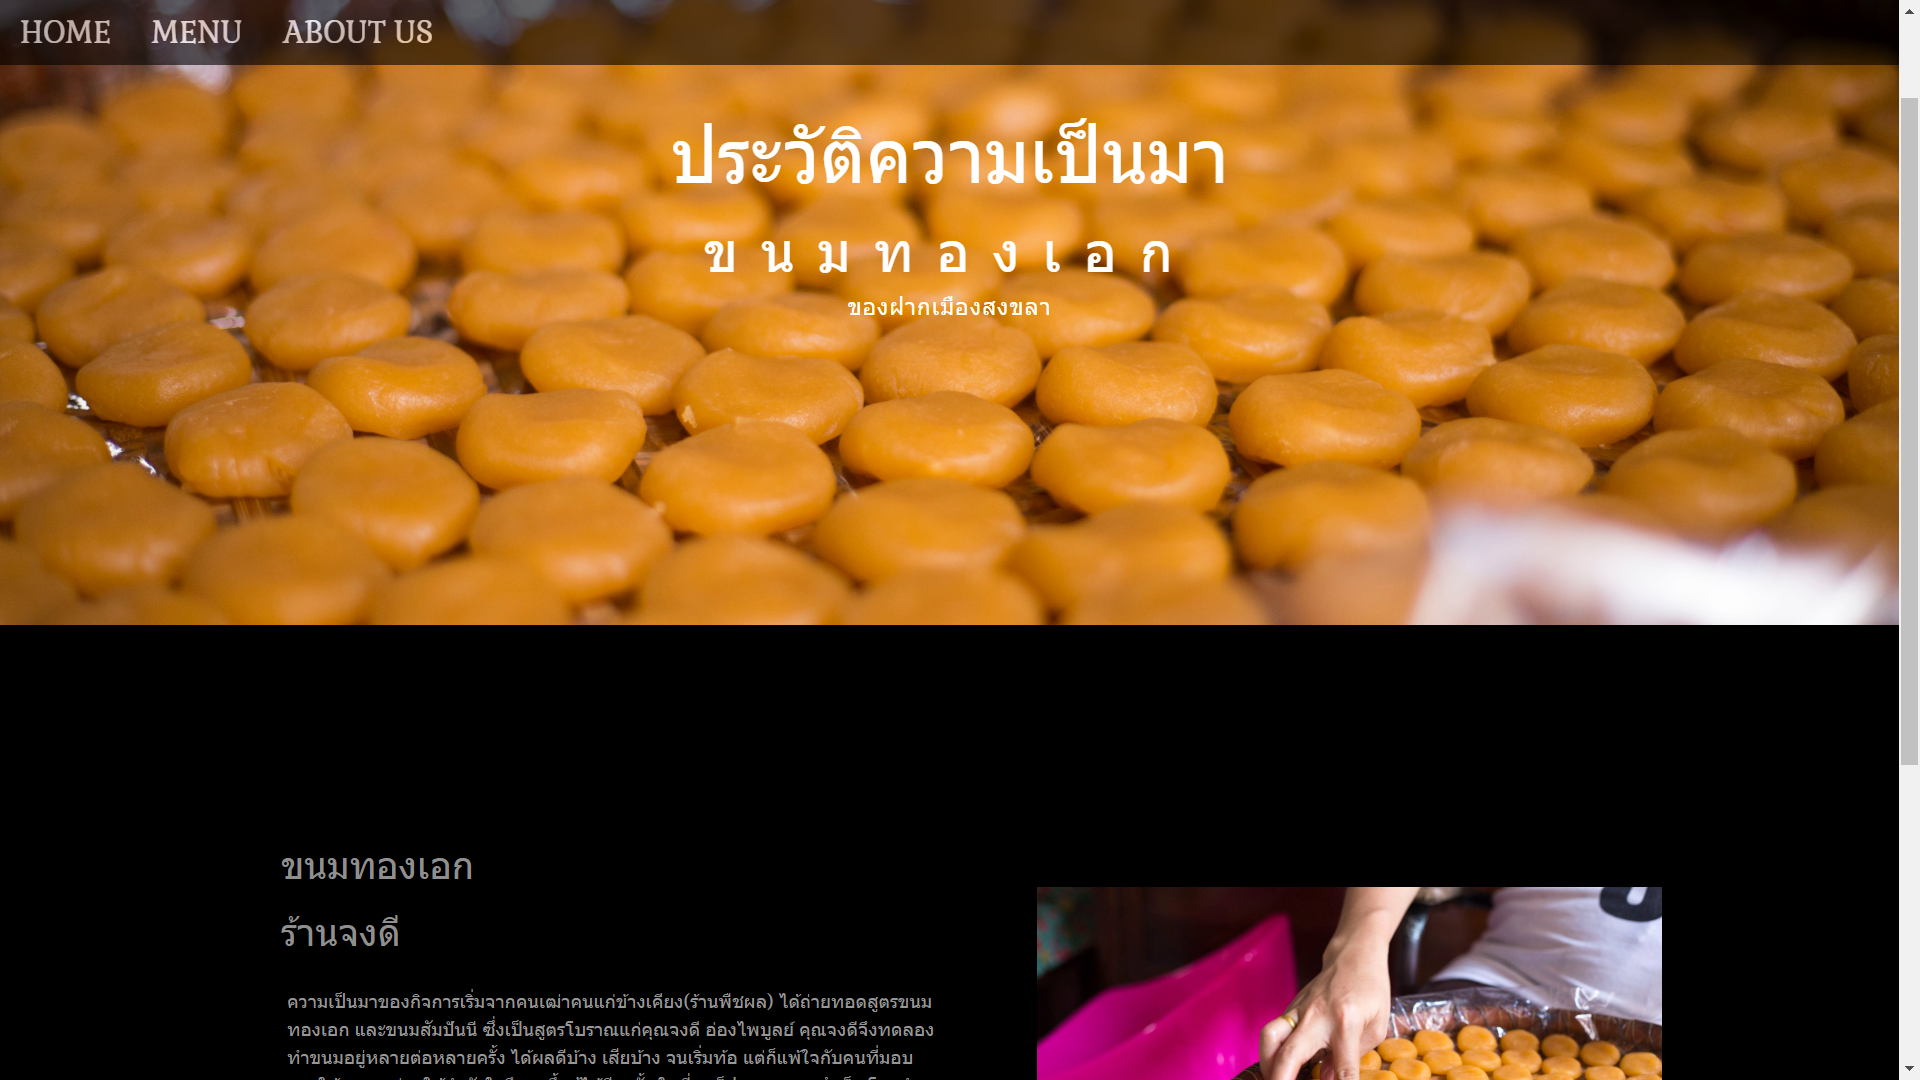 HOME MENU ABOUT US
ประวัติความเป็นมา
ขนมทองเอก
ของฝากเมืองสงขลา
ขนมทองเอก
ร้านจงดี
ความเป็นมาของกิจการเริ่มจากคนเฒ่าคนแก่ข้างเคียง(ร้านพืชผล) ได้ถ่ายทอดสูตรขนม
ทองเอก และขนมสัมปันนี ซึ่งเป็นสูตรโบราณแก่คุณจงดี อ่องไพบูลย์ คุณจงดีจึงทดลอง
ทำขนมอยู่หลายต่อหลายครั้ง ได้ผลดีบ้าง เสียบ้าง จนเริ่มท้อ แต่ก็แพ้ใจกับคนที่มอบ